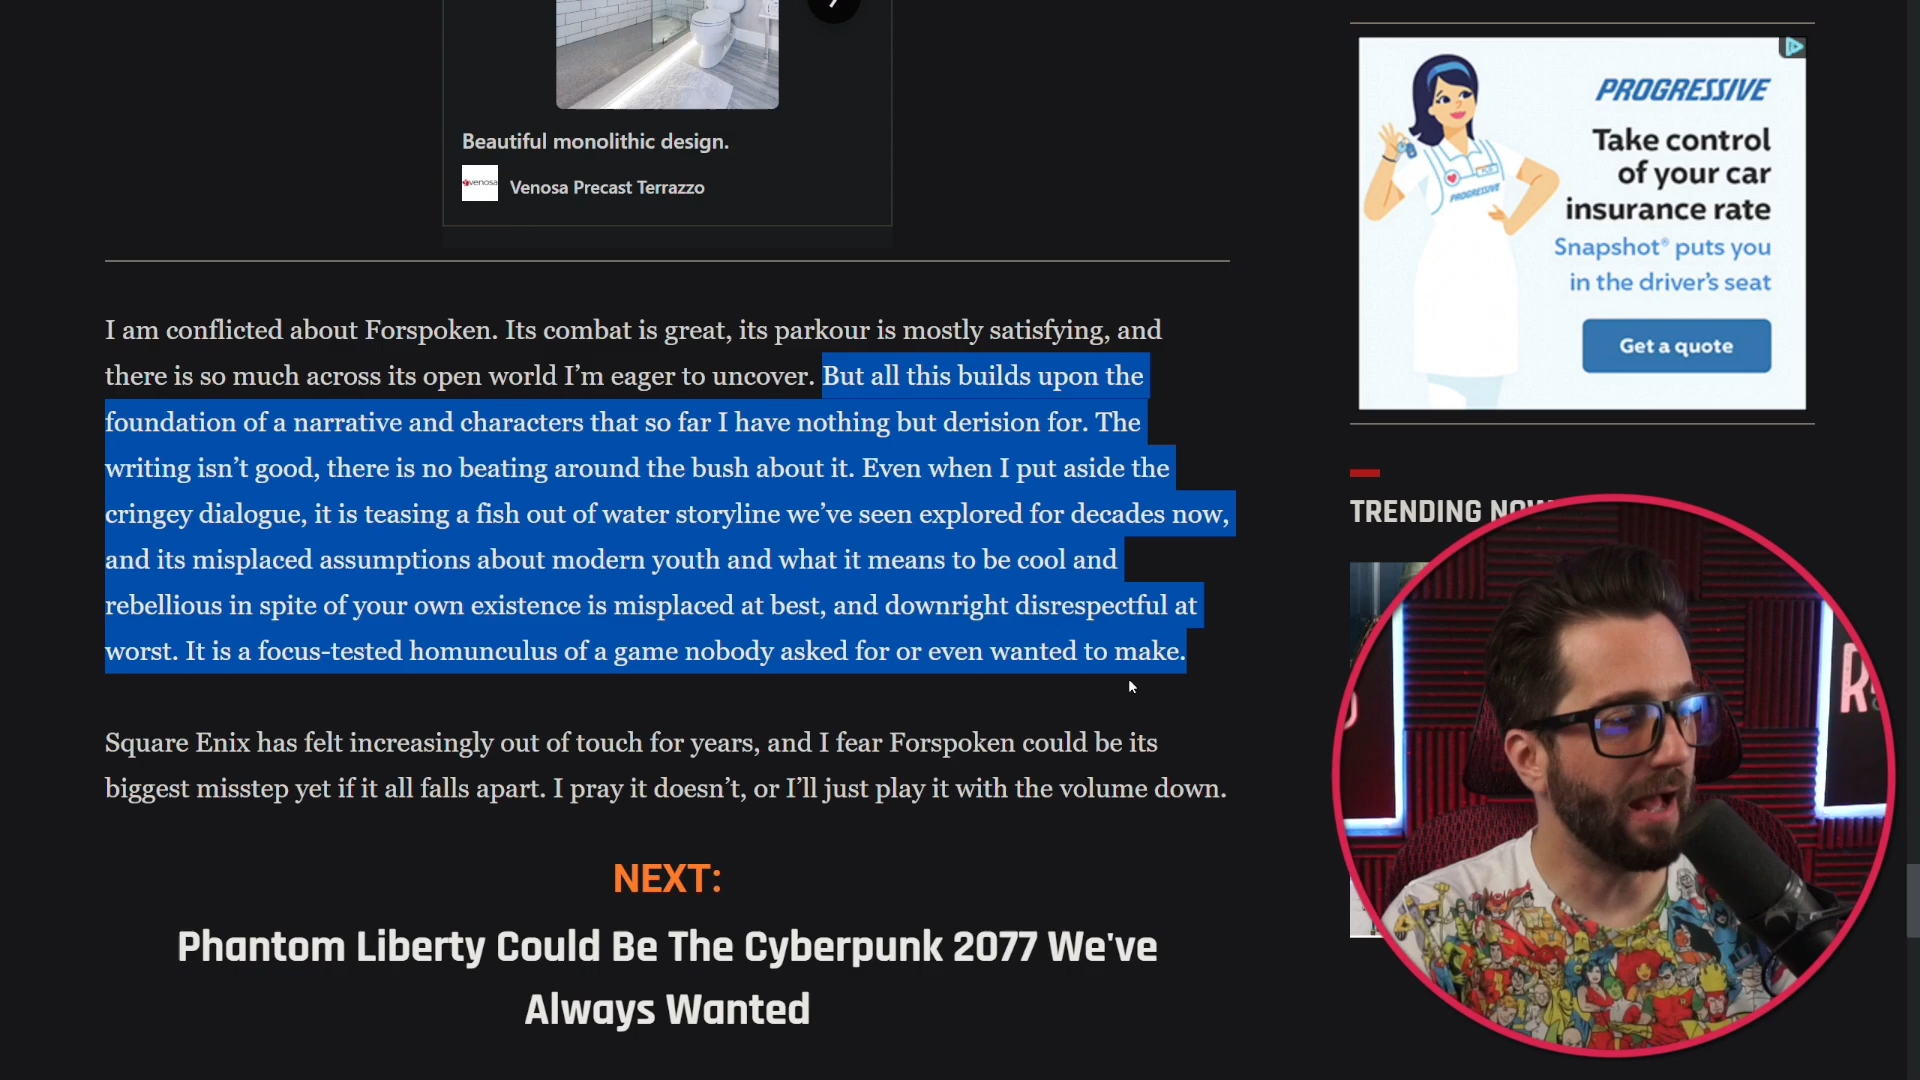 Beautiful monolithic design.
venosa
Venosa Precast Terrazzo
I am conflicted about Forspoken. Its combat is great, its parkour is mostly satisfying, and
there is so much across its open world I’m eager to uncover. But all this builds upon the
foundation of a narrative and characters that so far I have nothing but derision for. The
writing isn’t good, there is no beating around the bush about it. Even when I put aside the
cringey dialogue, it is teasing a fish out of water storyline we’ve seen explored for decades now,
and its misplaced assumptions about modern youth and what it means to be cool and
rebellious in spite of your own existence is misplaced at best, and downright disrespectful at
worst. It is a focus-tested homunculus of a game nobody asked for or even wanted to make.
Square Enix has felt increasingly out of touch for years, and I fear Forspoken could be its
biggest misstep yet if it all falls apart. I pray it doesn’t, or I’ll just play it with the volume down.
NEXT:
Phantom Liberty Could Be The Cyberpunk 2077 We've
Always Wanted
PROGRESSIVE
Take control
of your car
insurance rate
Snapshot® puts you
in the driver’s seat
Get a quote
PROGRESSIVE
TRENDING NOW